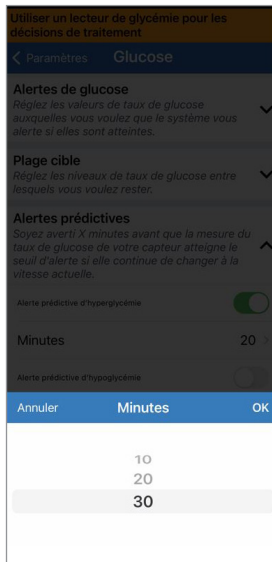 Utiliser un lecteur de glycémie pour les
décisions de traitement
Paramètres Glucose
Alertes de glucose
Réglez les valeurs de taux de glucose
auxquelles vous voulez que le système vous
alerte si elles sont atteintes.
Plage cible
Réglez les niveaux de taux de glucose entre
lesquels vous voulez rester.
Alertes prédictives
Soyez averti X minutes avant que la mesure du
taux de glucose de votre capteur atteigne le
seuil d'alerte si elle continue de changer à la
vitesse actuelle.
Alerte prédictive d'hyperglycémie
Minutes 20
Alerte prédictive d'hypoglycémie
Annuler Minutes OK
10
20
30